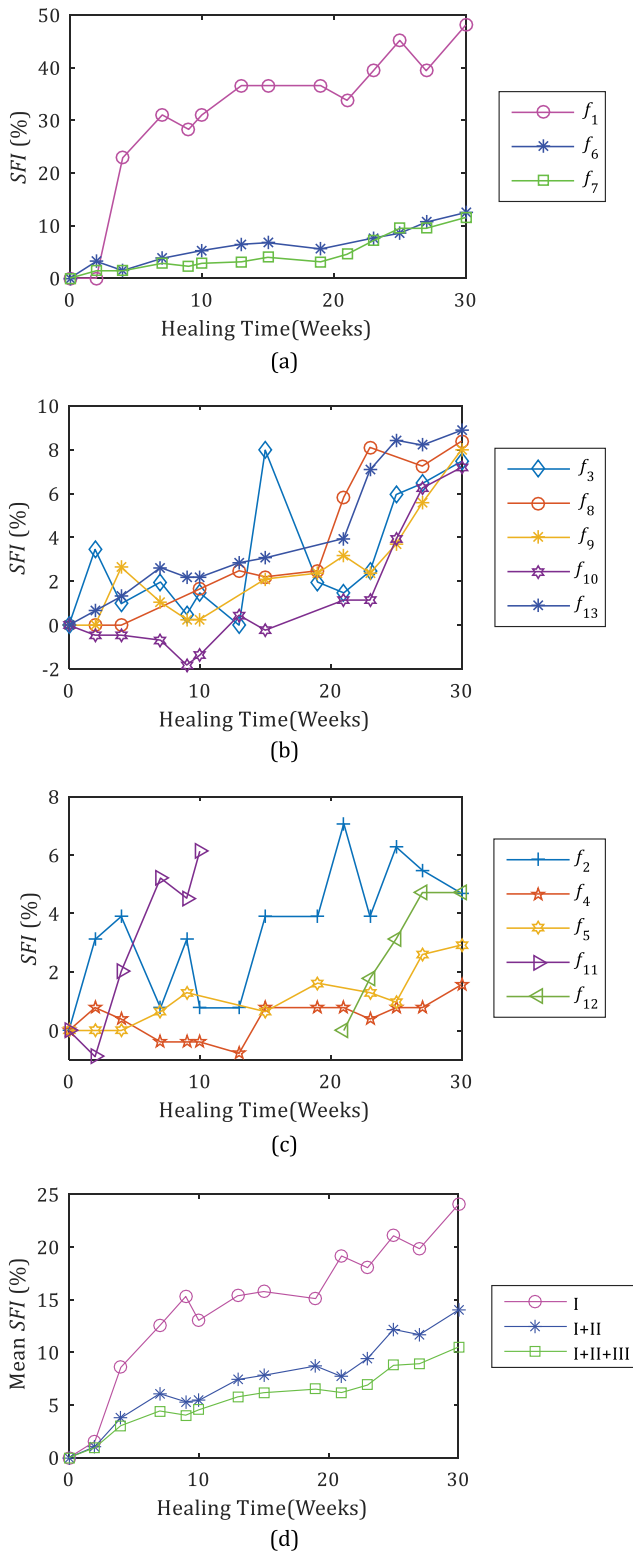 50
40
30
20
10
0
SFI (%)
0 10 20 30
Healing Time(Weeks)
f1
f6
f7
(a)
10
8
6
4
2
0
-2
SFI (%)
0 10 20 30
Healing Time(Weeks)
f3
f8
f9
f10
f13
(b)
8
6
4
2
0
SFI (%)
0 10 20 30
Healing Time(Weeks)
f2
f4
f5
f11
f12
(c)
25
20
15
10
5
0
Mean SFI (%)
0 10 20 30
Healing Time(Weeks)
I
I+II
I+II+III
(d)